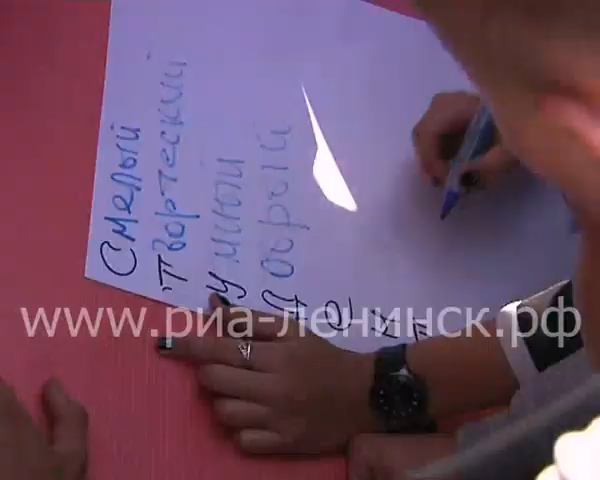 Смелый
Творческий
Умный
Добрый
е
н
т
www.риа-ленинск.рф